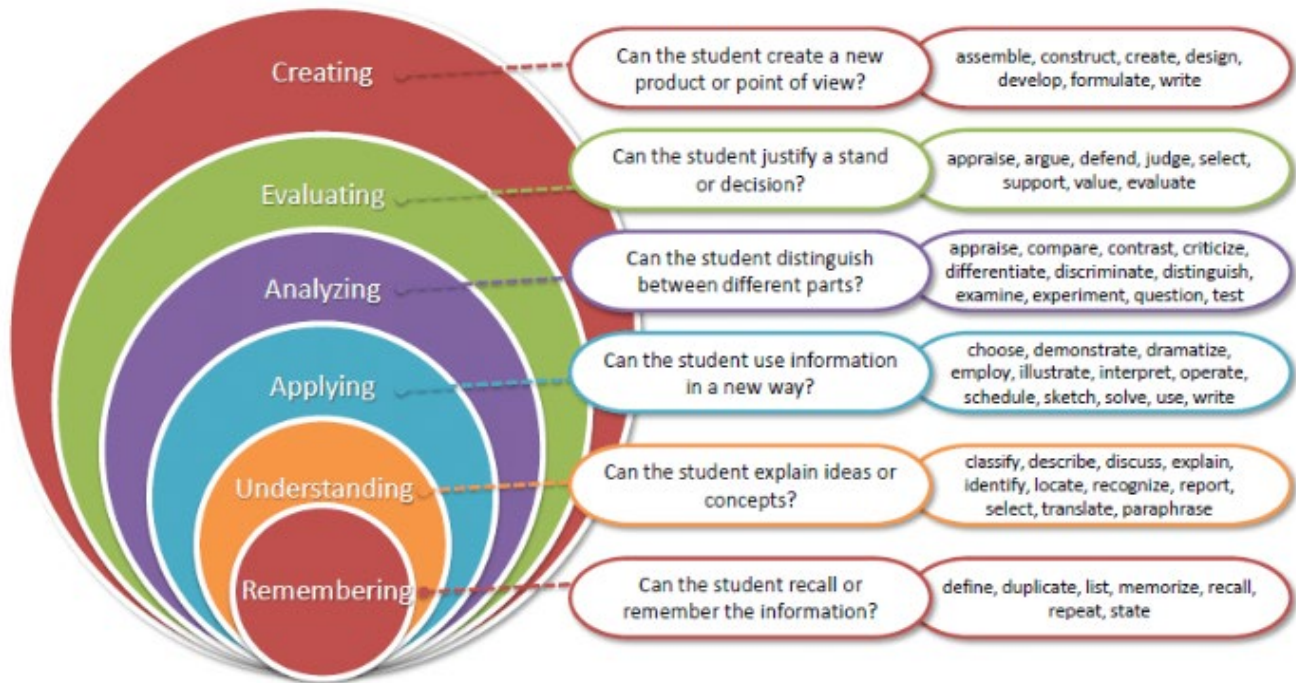 Creating
Can the student create a new
product or point of view?
assemble, construct, create, design,
develop, formulate, write
Evaluating
Can the student justify a stand
or decision?
appraise, argue, defend, judge, select,
support, value, evaluate
Analyzing
Can the student distinguish
between different parts?
appraise, compare, contrast, criticize,
differentiate, discriminate, distinguish,
examine, experiment, question, test
Applying
Can the student use information
in a new way?
choose, demonstrate, dramatize,
employ, illustrate, interpret, operate,
schedule, sketch, solve, use, write
Understanding
Can the student explain ideas or
concepts?
classify, describe, discuss, explain,
identify, locate, recognize, report,
select, translate, paraphrase
Remembering
Can the student recall or
remember the information?
define, duplicate, list, memorize, recall,
repeat, state